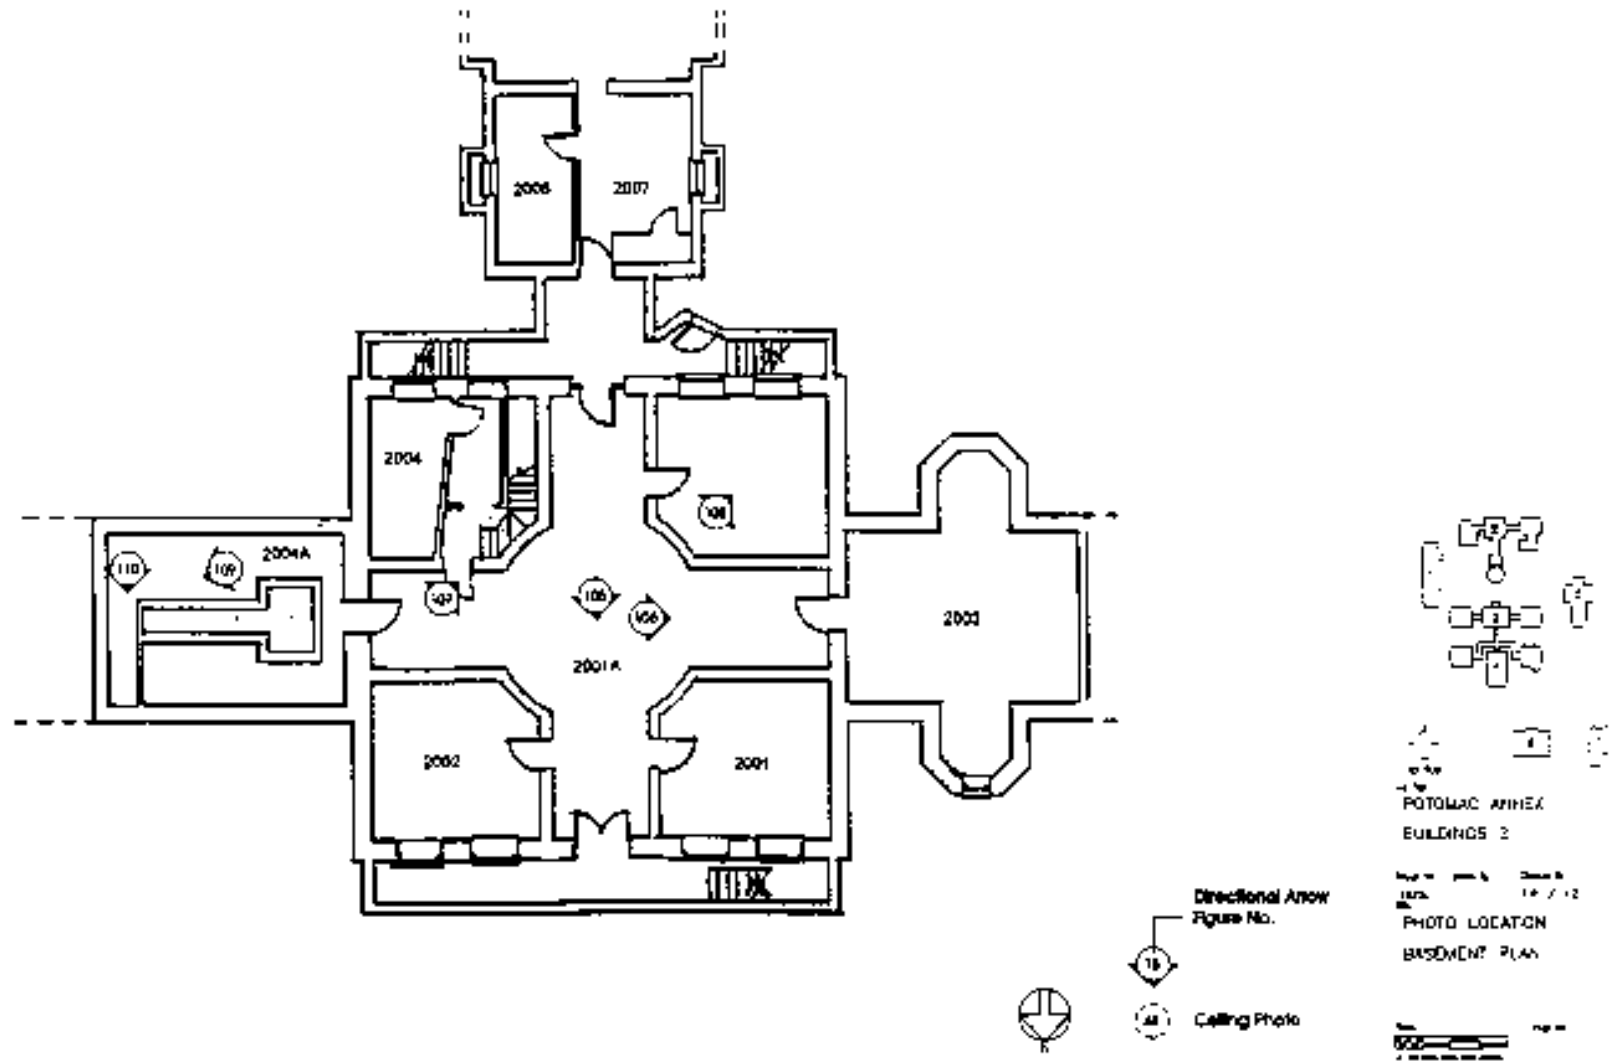 2006
2007
2004
108
110
109
2004A
107
105
106
2003
2001A
2002
2001
2
POTOMAC ANNEX
BUILDINGS 2
Directional Arrow
Figure No.
PHOTO LOCATION
BASEMENT PLAN
Ceiling Photo
N